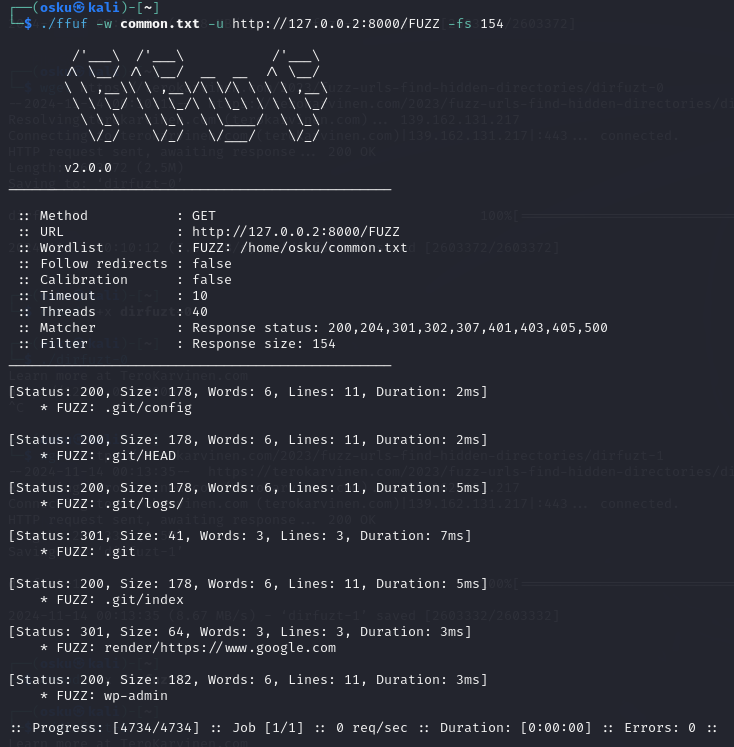 ┌──(osku㉿kali)-[~]
└─$ ./ffuf -w common.txt -u http://127.0.0.2:8000/FUZZ -fs 154
v2.0.0
________________________________________________
:: Method : GET
:: URL : http://127.0.0.2:8000/FUZZ
:: Wordlist : FUZZ: /home/osku/common.txt
:: Follow redirects : false
:: Calibration : false
:: Timeout : 10
:: Threads : 40
:: Matcher : Response status: 200,204,301,302,307,401,403,405,500
:: Filter : Response size: 154
________________________________________________
[Status: 200, Size: 178, Words: 6, Lines: 11, Duration: 2ms]
* FUZZ: .git/config
[Status: 200, Size: 178, Words: 6, Lines: 11, Duration: 2ms]
* FUZZ: .git/HEAD
[Status: 200, Size: 178, Words: 6, Lines: 11, Duration: 5ms]
* FUZZ: .git/logs/
[Status: 301, Size: 41, Words: 3, Lines: 3, Duration: 7ms]
* FUZZ: .git
[Status: 200, Size: 178, Words: 6, Lines: 11, Duration: 5ms]
* FUZZ: .git/index
[Status: 301, Size: 64, Words: 3, Lines: 3, Duration: 3ms]
* FUZZ: render/https://www.google.com
[Status: 200, Size: 182, Words: 6, Lines: 11, Duration: 3ms]
* FUZZ: wp-admin
:: Progress: [4734/4734] :: Job [1/1] :: 0 req/sec :: Duration: [0:00:00] :: Errors: 0 ::